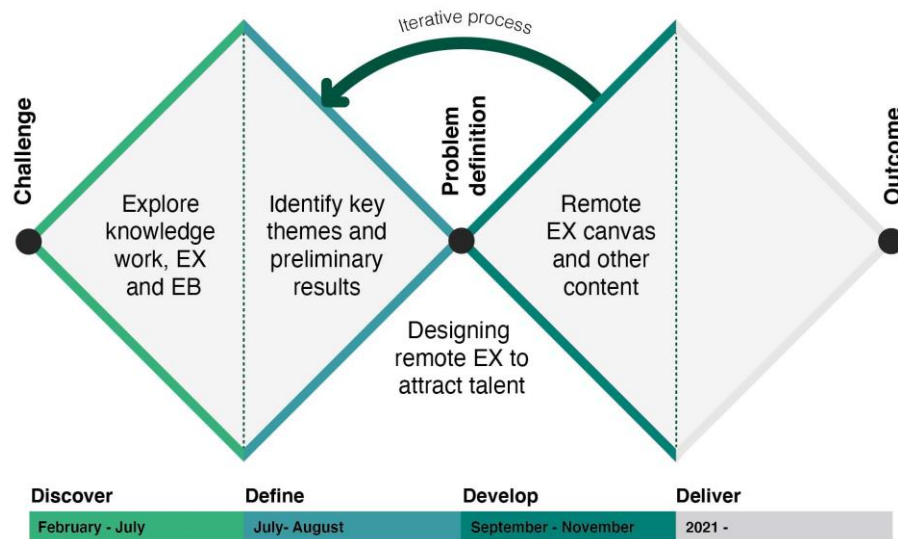 Iterative process
Challenge
Problem
definition
Outcome
Explore
knowledge
work, EX
and EB
Identify key
themes and
preliminary
results
Remote
EX canvas
and other
content
Designing
remote EX to
attract talent
Discover
Define
Develop
Deliver
February - July
July- August
September - November
2021 -